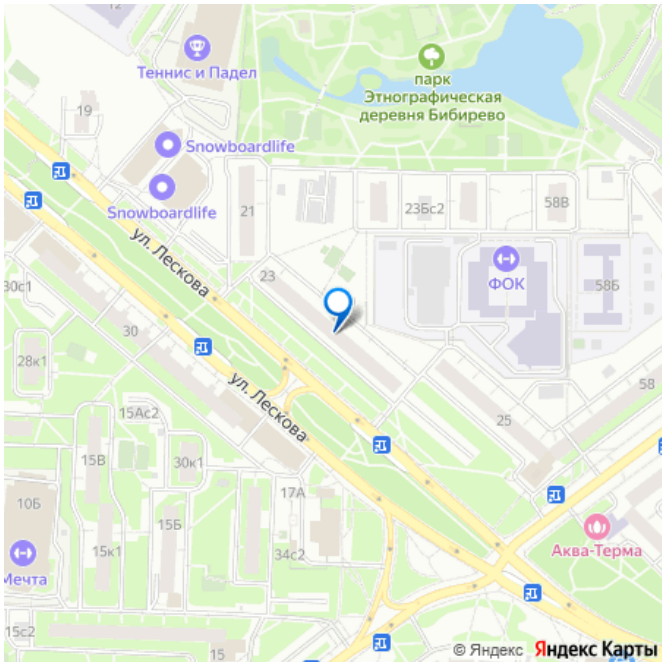 12
Теннис и Падел
парк
Этнографическая
деревня Бибирево
19
Snowboardlife
Snowboardlife
21
23Бс2
58В
ул. Лескова
23
ФОК
58Б
30с1
30
28к1
ул. Лескова
58
15Ас2
25
15В
30к1
17А
10Б
15Б
Аква-Терма
15к1
34с2
Мечта
15с2
15
© Яндекс Яндекс Карты